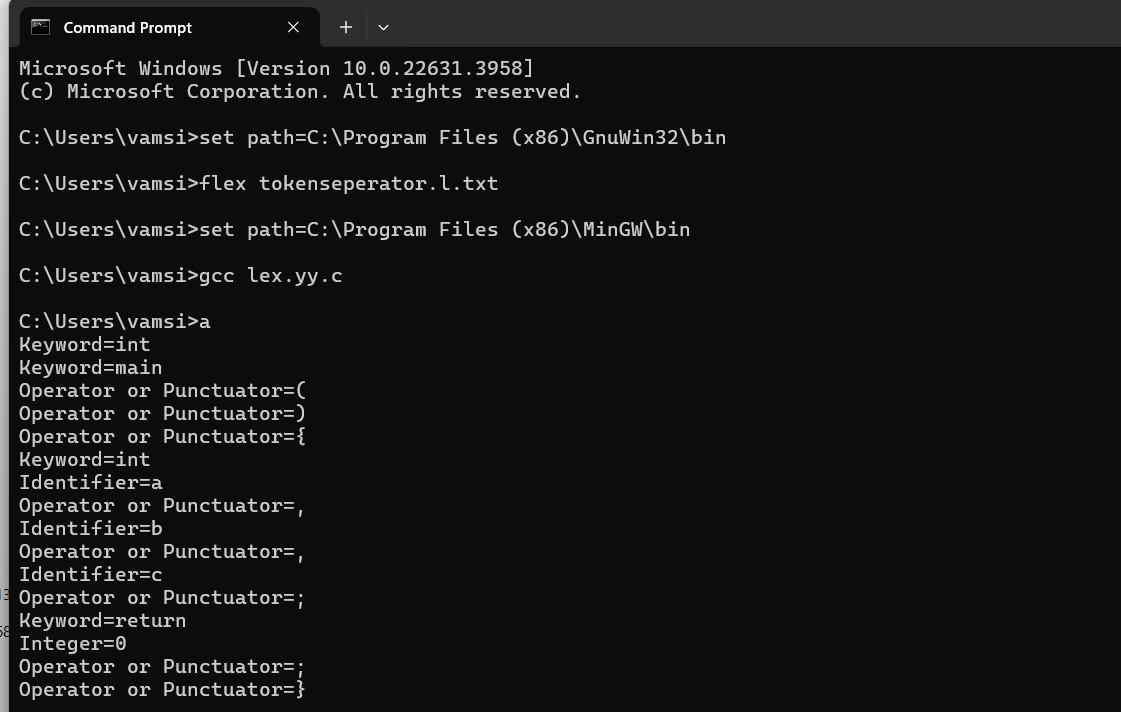 Command Prompt
Microsoft Windows [Version 10.0.22631.3958]
(c) Microsoft Corporation. All rights reserved.
C:\Users\vamsi>set path=C:\Program Files (x86)\GnuWin32\bin
C:\Users\vamsi>flex tokenseperator.l.txt
C:\Users\vamsi>set path=C:\Program Files (x86)\MinGW\bin
C:\Users\vamsi>gcc lex.yy.c
C:\Users\vamsi>a
Keyword=int
Keyword=main
Operator or Punctuator=(
Operator or Punctuator=)
Operator or Punctuator={
Keyword=int
Identifier=a
Operator or Punctuator=,
Identifier=b
Operator or Punctuator=,
Identifier=c
Operator or Punctuator=;
Keyword=return
Integer=0
Operator or Punctuator=;
Operator or Punctuator=}